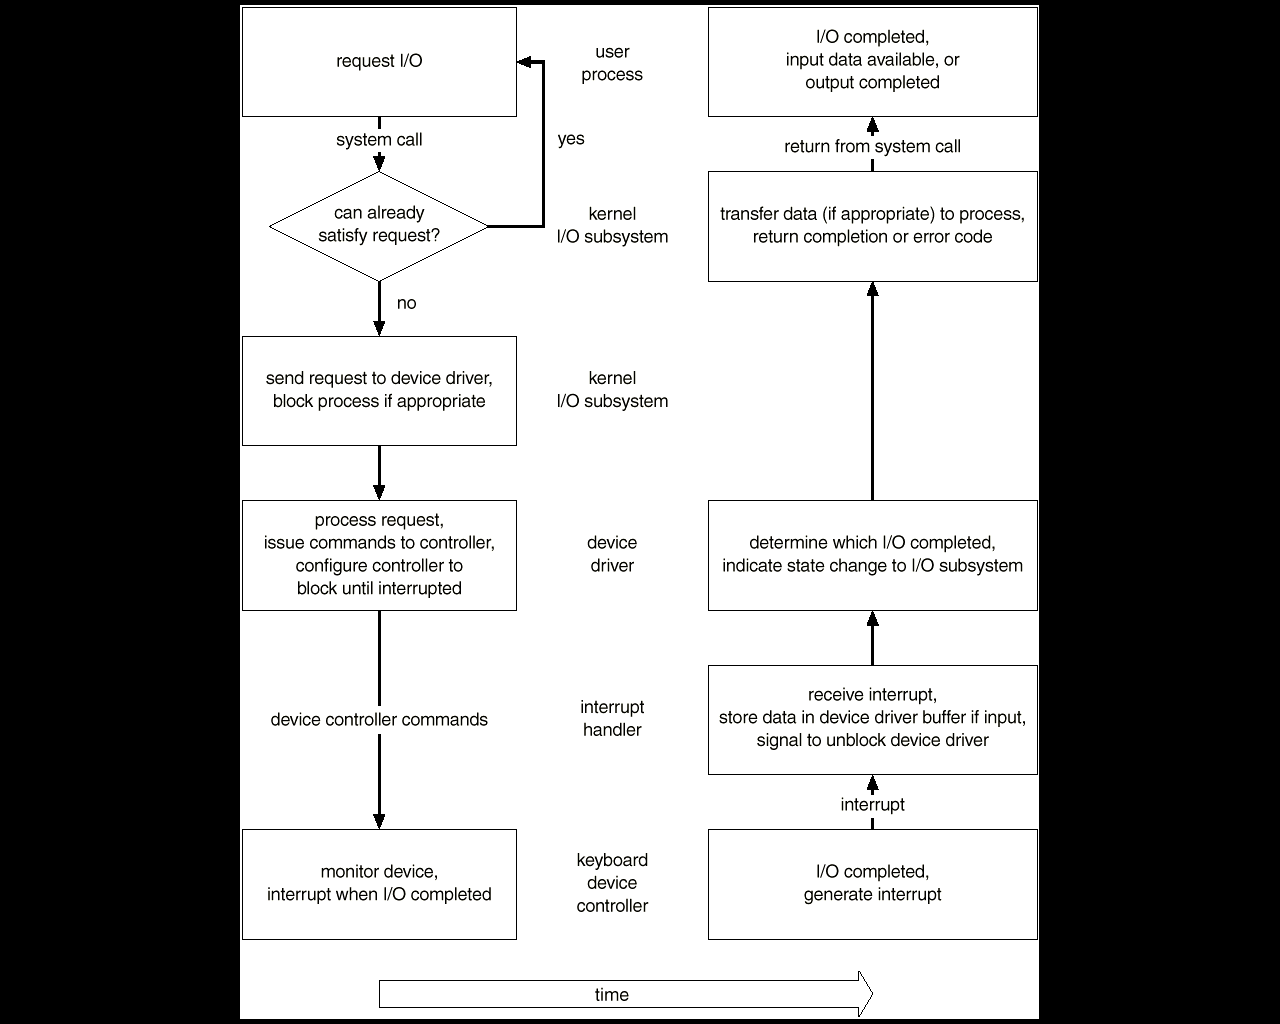 request I/O
user
process
I/O completed,
input data available, or
output completed
system call
yes
return from system call
can already
satisfy request?
kernel
I/O subsystem
transfer data (if appropriate) to process,
return completion or error code
no
send request to device driver,
block process if appropriate
kernel
I/O subsystem
process request,
issue commands to controller,
configure controller to
block until interrupted
device
driver
determine which I/O completed,
indicate state change to I/O subsystem
device controller commands
interrupt
handler
receive interrupt,
store data in device driver buffer if input,
signal to unblock device driver
interrupt
monitor device,
interrupt when I/O completed
keyboard
device
controller
I/O completed,
generate interrupt
time